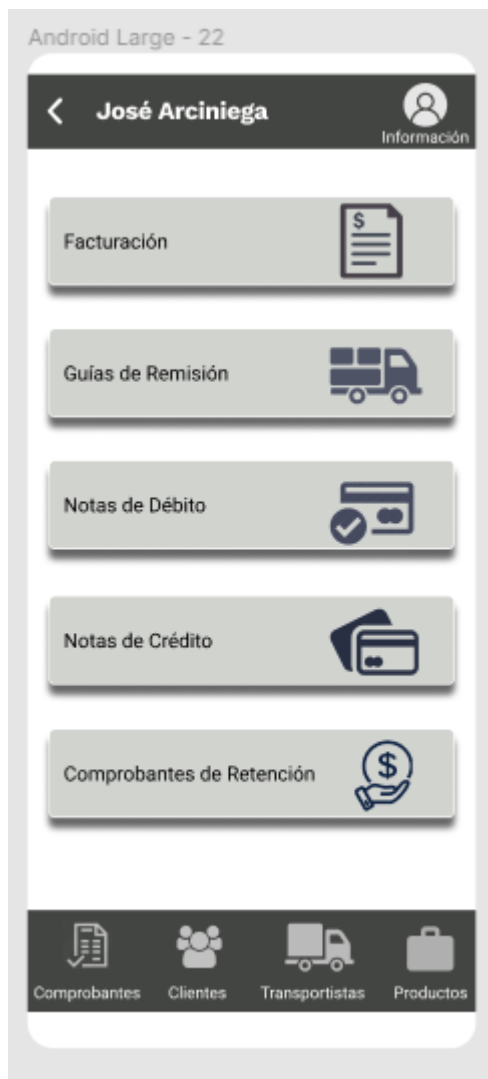 Android Large - 22
José Arciniega
Información
$
Facturación
Guías de Remisión
Notas de Débito
Notas de Crédito
Comprobantes de Retención
$
Comprobantes
Clientes
Transportistas
Productos